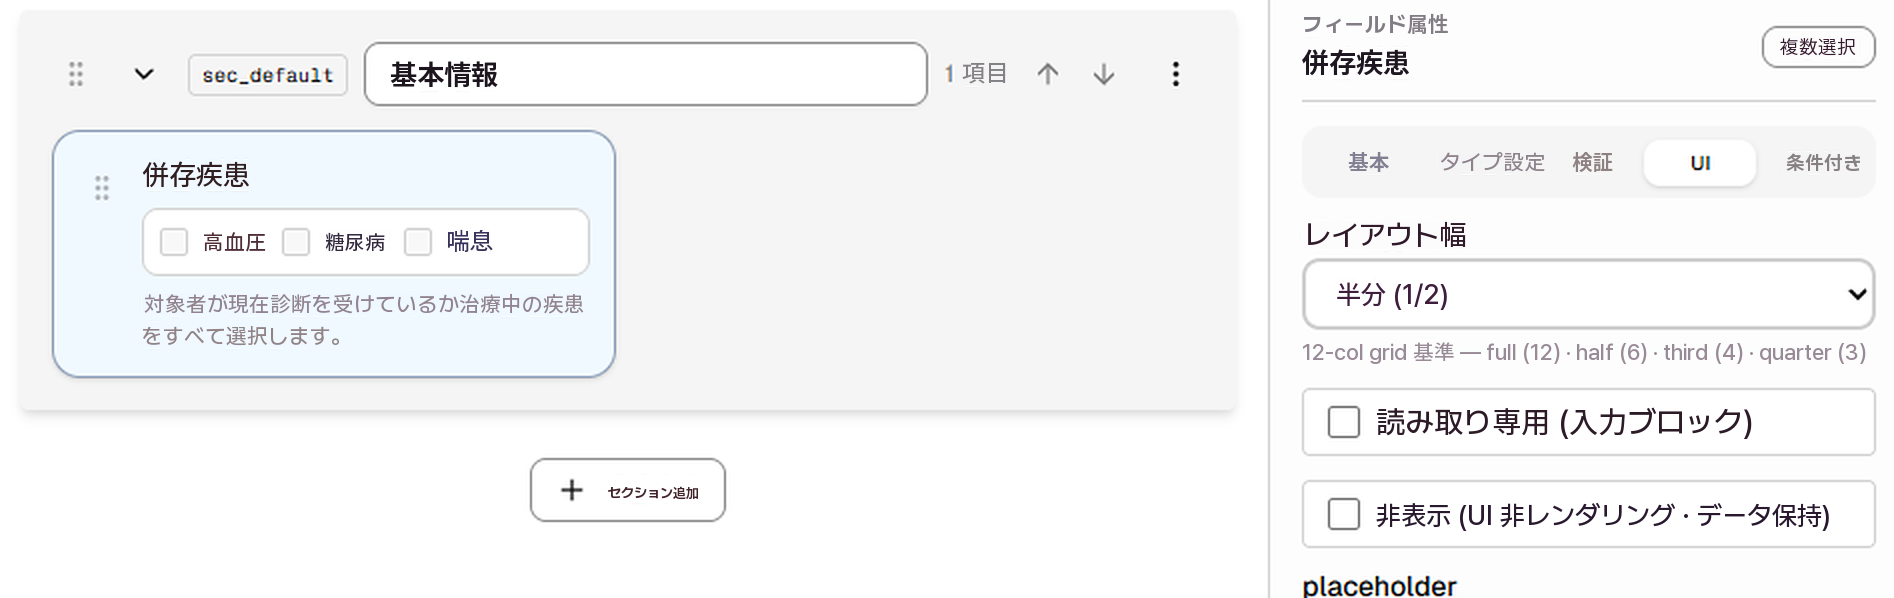 sec_default 基本情報 1 項目
併存疾患
高血圧 糖尿病 喘息
対象者が現在診断を受けているか治療中の疾患
をすべて選択します。
セクション追加
フィールド属性
併存疾患
複数選択
基本 タイプ設定 検証 UI 条件付き
レイアウト幅
半分 (1/2)
12-col grid 基準 — full (12) · half (6) · third (4) · quarter (3)
読み取り専用 (入力ブロック)
非表示 (UI 非レンダリング · データ保持)
placeholder